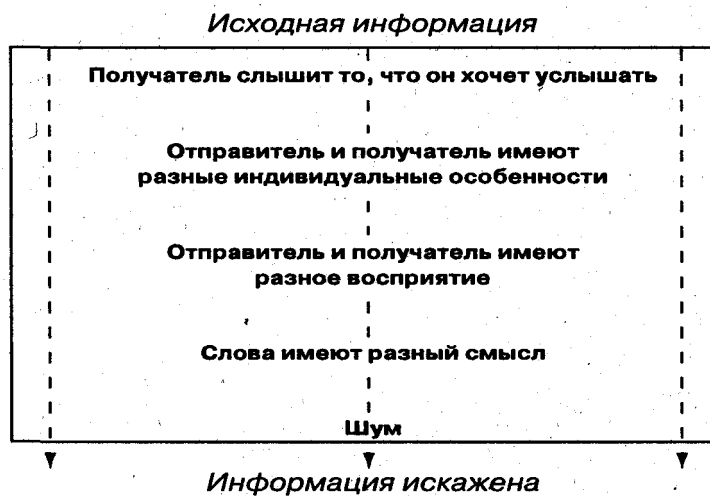 Исходная информация
Получатель слышит то, что он хочет услышать
Отправитель и получатель имеют
разные индивидуальные особенности
Отправитель и получатель имеют
разное восприятие
Слова имеют разный смысл
Шум
Информация искажена